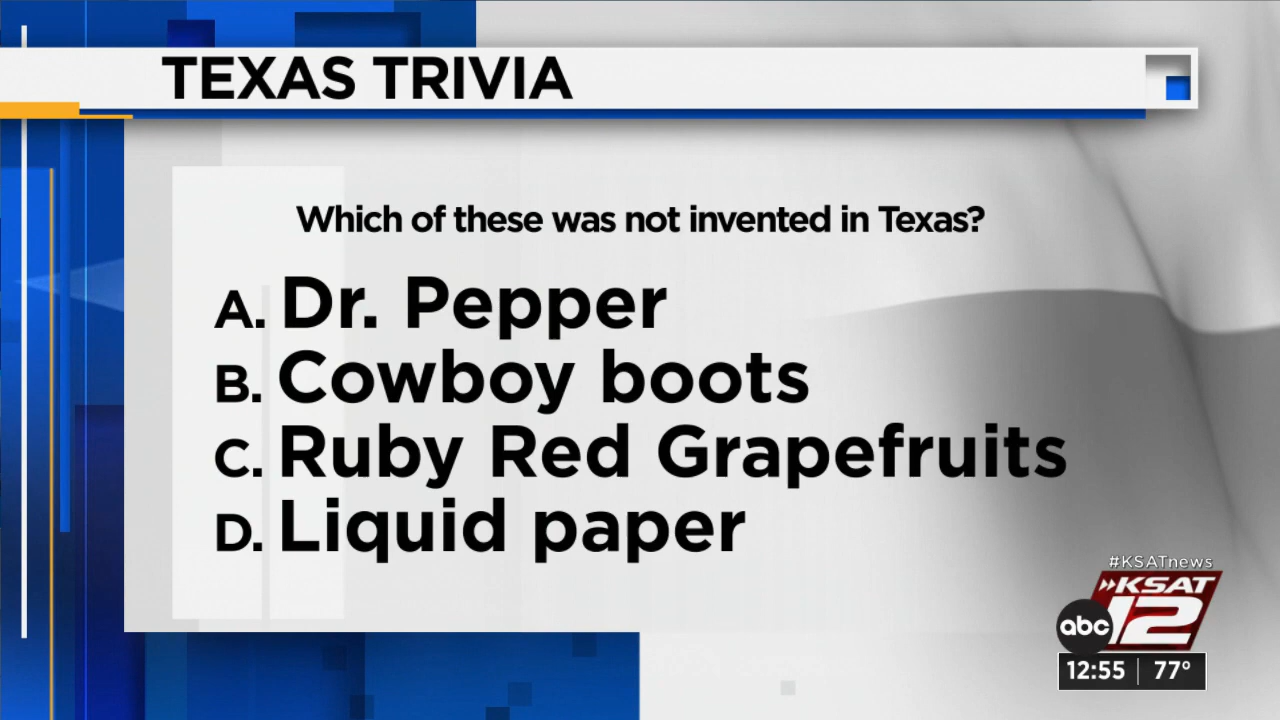 TEXAS TRIVIA
Which of these was not invented in Texas?
A. Dr. Pepper
B. Cowboy boots
C. Ruby Red Grapefruits
D. Liquid paper
#KSATnews
KSAT
abc 12
12:55 77°